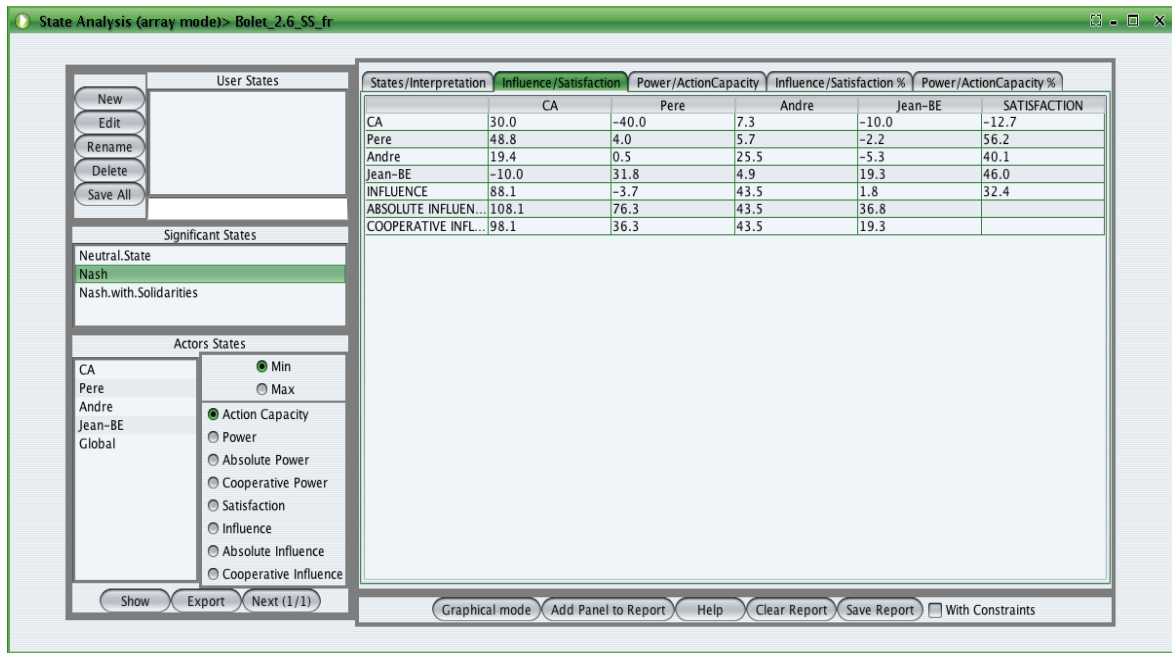 State Analysis (array mode)> Bolet_2.6_SS_fr
User States
New
Edit
Rename
Delete
Save All
Significant States
Neutral.State
Nash
Nash.with.Solidarities
Actors States
CA
Pere
Andre
Jean-BE
Global
Min
Max
Action Capacity
Power
Absolute Power
Cooperative Power
Satisfaction
Influence
Absolute Influence
Cooperative Influence
Show Export Next (1/1)
States/Interpretation Influence/Satisfaction Power/ActionCapacity Influence/Satisfaction % Power/ActionCapacity %
CA Pere Andre Jean-BE SATISFACTION
CA 30.0 -40.0 7.3 -10.0 -12.7
Pere 48.8 4.0 5.7 -2.2 56.2
Andre 19.4 0.5 25.5 -5.3 40.1
Jean-BE -10.0 31.8 4.9 19.3 46.0
INFLUENCE 88.1 -3.7 43.5 1.8 32.4
ABSOLUTE INFLUEN... 108.1 76.3 43.5 36.8
COOPERATIVE INFL... 98.1 36.3 43.5 19.3
Graphical mode Add Panel to Report Help Clear Report Save Report With Constraints